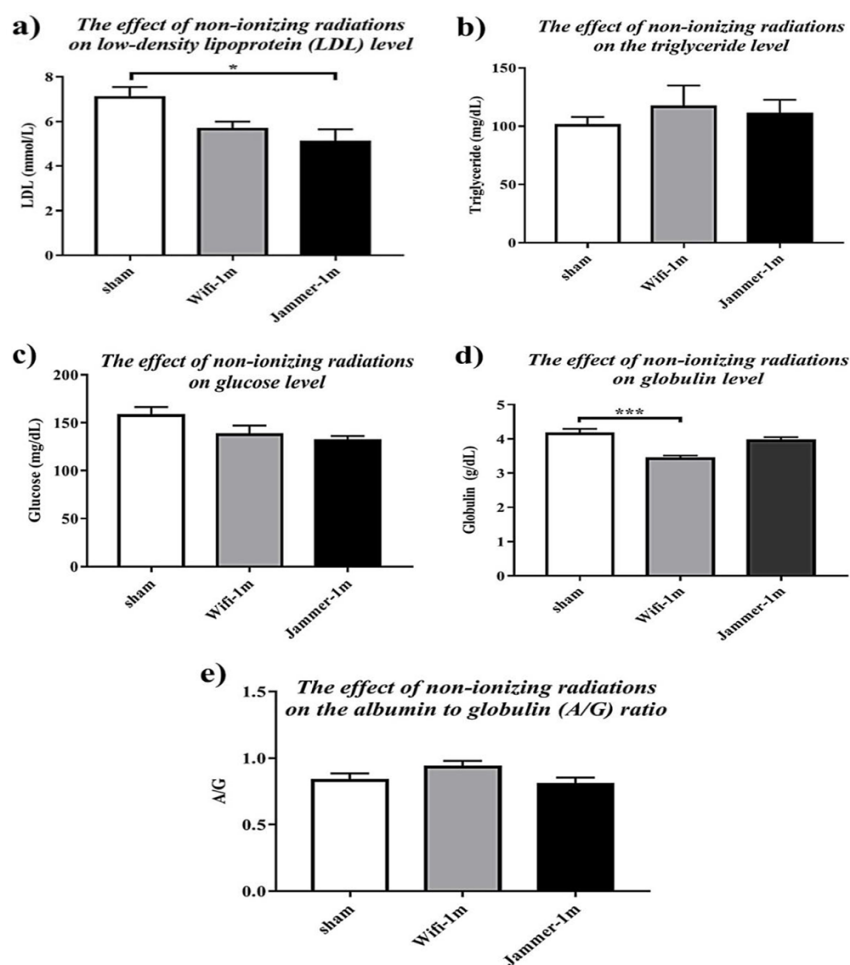 a)
The effect of non-ionizing radiations
on low-density lipoprotein (LDL) level
*
8
6
4
2
0
LDL (mmol/L)
sham
Wifi-1m
Jammer-1m
b)
The effect of non-ionizing radiations
on the triglyceride level
150
100
50
0
Triglyceride (mg/dL)
sham
Wifi-1m
Jammer-1m
c)
The effect of non-ionizing radiations
on glucose level
200
150
100
50
0
Glucose (mg/dL)
sham
Wifi-1m
Jammer-1m
d)
The effect of non-ionizing radiations
on globulin level
***
5
4
3
2
1
0
Globulin (g/dL)
sham
Wifi-1m
Jammer-1m
e)
The effect of non-ionizing radiations
on the albumin to globulin (A/G) ratio
1.5
1.0
0.5
0.0
A/G
sham
Wifi-1m
Jammer-1m